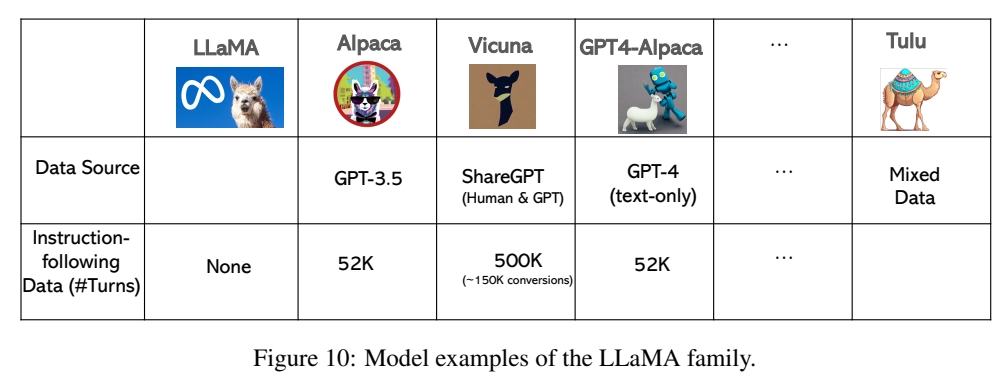 LLaMA Alpaca Vicuna GPT4-Alpaca ... Tulu
Data Source GPT-3.5 ShareGPT GPT-4 ... Mixed
(Human & GPT) (text-only) Data
Instruction-
following None 52K 500K 52K ...
Data (#Turns) (~150K conversions)
Figure 10: Model examples of the LLaMA family.